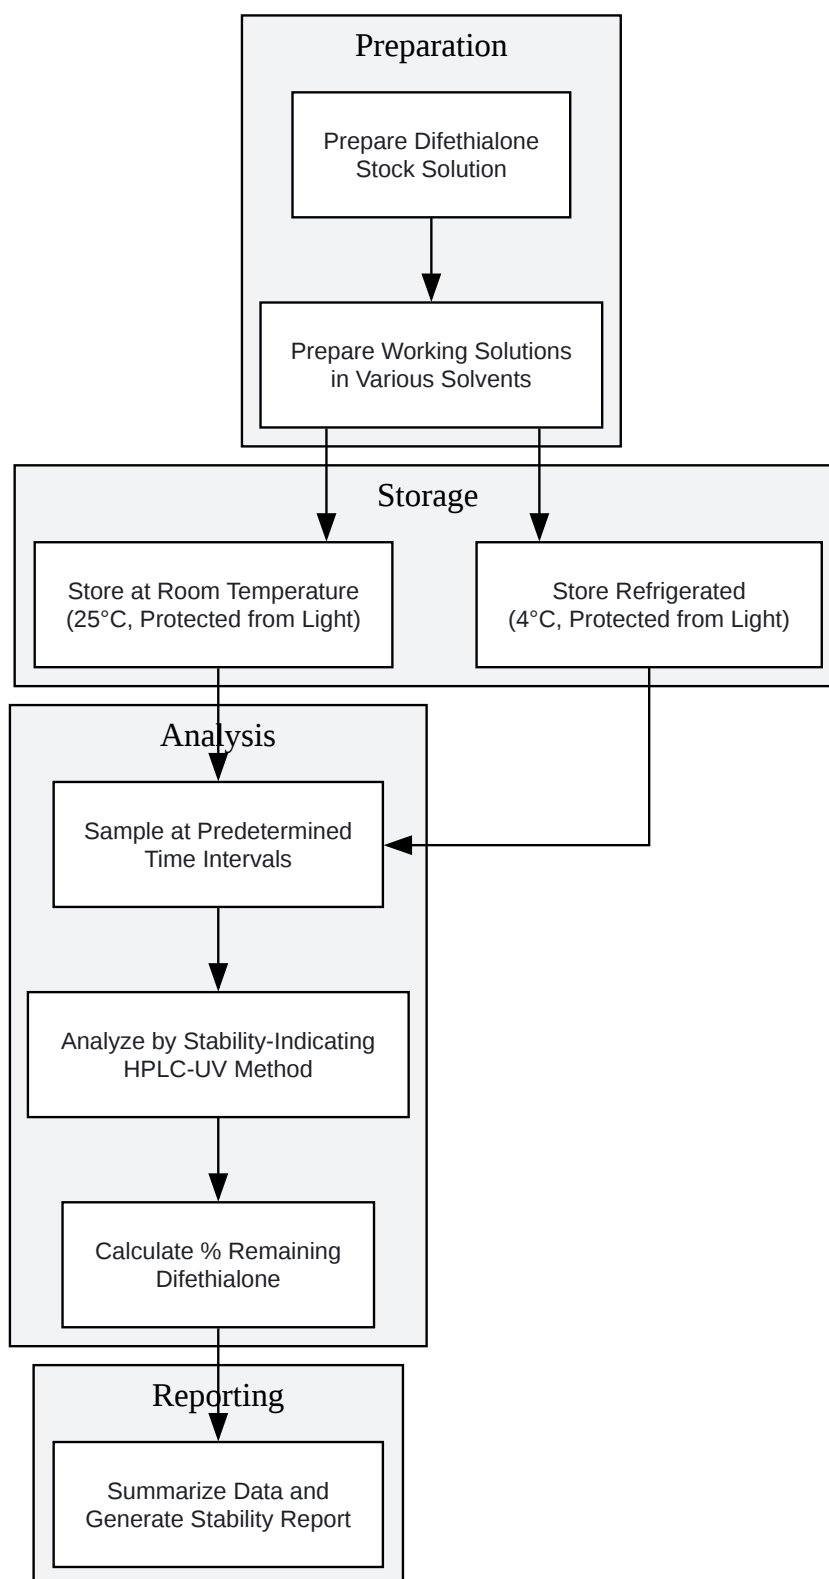 Preparation
Prepare Difethialone
Stock Solution
Prepare Working Solutions
in Various Solvents
Storage
Store at Room Temperature
(25°C, Protected from Light)
Store Refrigerated
(4°C, Protected from Light)
Analysis
Sample at Predetermined
Time Intervals
Analyze by Stability-Indicating
HPLC-UV Method
Calculate % Remaining
Difethialone
Reporting
Summarize Data and
Generate Stability Report